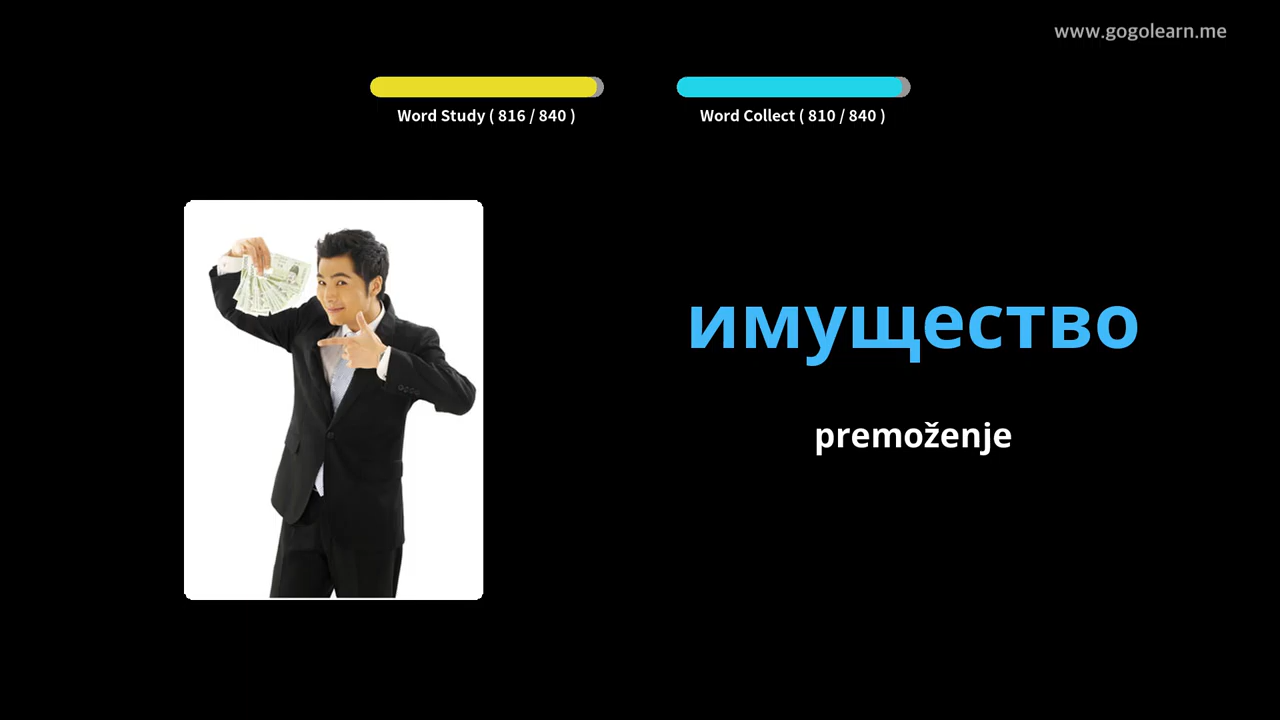 www.gogolearn.me
Word Study ( 816 / 840 )
Word Collect ( 810 / 840 )
имущество
premoženje